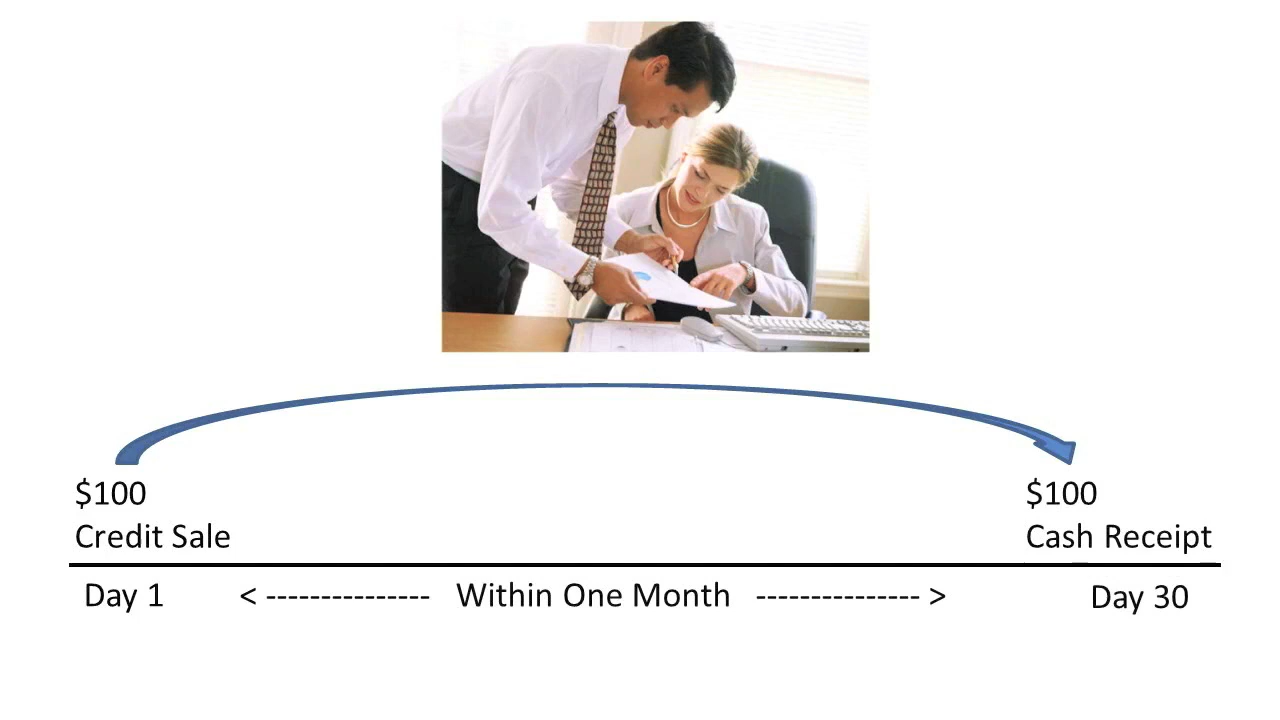 $100
Credit Sale
$100
Cash Receipt
Day 1 < --------------- Within One Month --------------- > Day 30